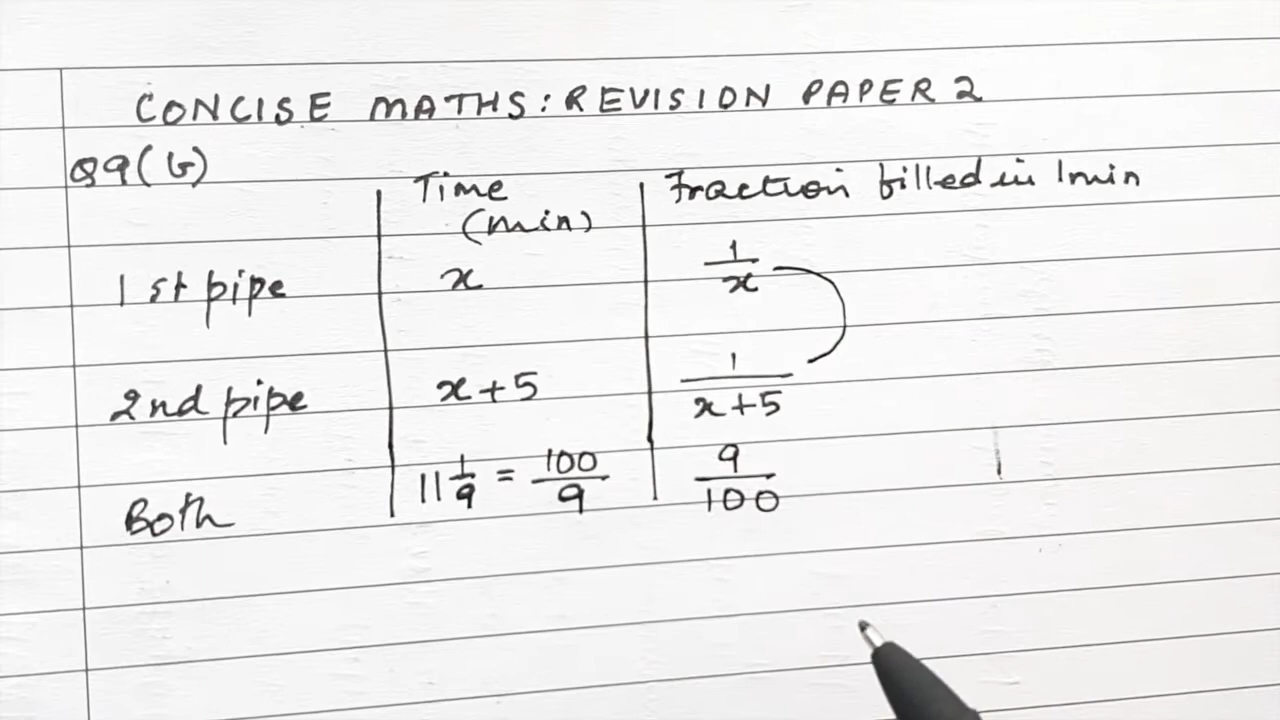 CONCISE MATHS: REVISION PAPER 2
Q9(b)
Time (min) Fraction filled in 1min
1st pipe x 1/x
2nd pipe x+5 1/(x+5)
Both 11 1/9 = 100/9 9/100